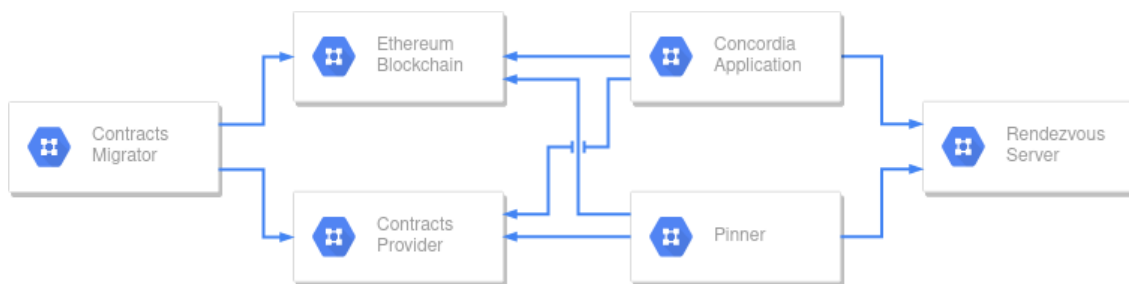 Ethereum
Blockchain
Concordia
Application
Contracts
Migrator
Rendezvous
Server
Contracts
Provider
Pinner